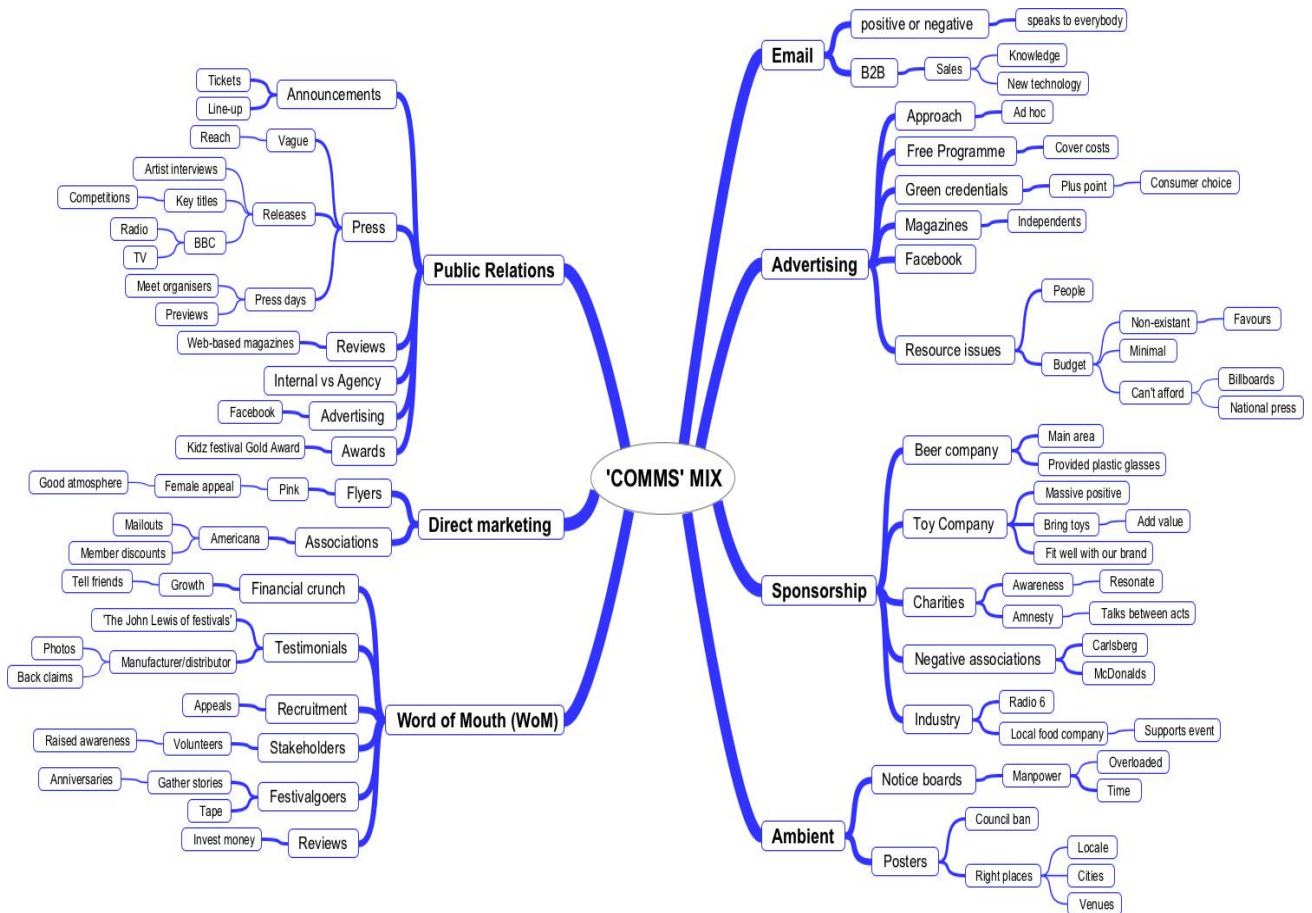 'COMMS' MIX
Email
positive or negative
speaks to everybody
B2B
Sales
Knowledge
New technology
Advertising
Approach
Ad hoc
Free Programme
Cover costs
Green credentials
Plus point
Consumer choice
Magazines
Independents
Facebook
Resource issues
People
Budget
Non-existant
Favours
Minimal
Can't afford
Billboards
National press
Sponsorship
Beer company
Main area
Provided plastic glasses
Toy Company
Massive positive
Bring toys
Add value
Fit well with our brand
Charities
Awareness
Resonate
Amnesty
Talks between acts
Negative associations
Carlsberg
McDonalds
Industry
Radio 6
Local food company
Supports event
Ambient
Notice boards
Manpower
Overloaded
Time
Posters
Council ban
Right places
Locale
Cities
Venues
Public Relations
Announcements
Tickets
Line-up
Press
Vague
Reach
Releases
Artist interviews
Key titles
Competitions
BBC
Radio
TV
Press days
Meet organisers
Previews
Reviews
Web-based magazines
Internal vs Agency
Advertising
Facebook
Awards
Kidz festival Gold Award
Direct marketing
Flyers
Pink
Female appeal
Good atmosphere
Associations
Americana
Mailouts
Member discounts
Word of Mouth (WoM)
Financial crunch
Growth
Tell friends
Testimonials
'The John Lewis of festivals'
Manufacturer/distributor
Photos
Back claims
Recruitment
Appeals
Stakeholders
Volunteers
Raised awareness
Festivalgoers
Gather stories
Anniversaries
Tape
Reviews
Invest money